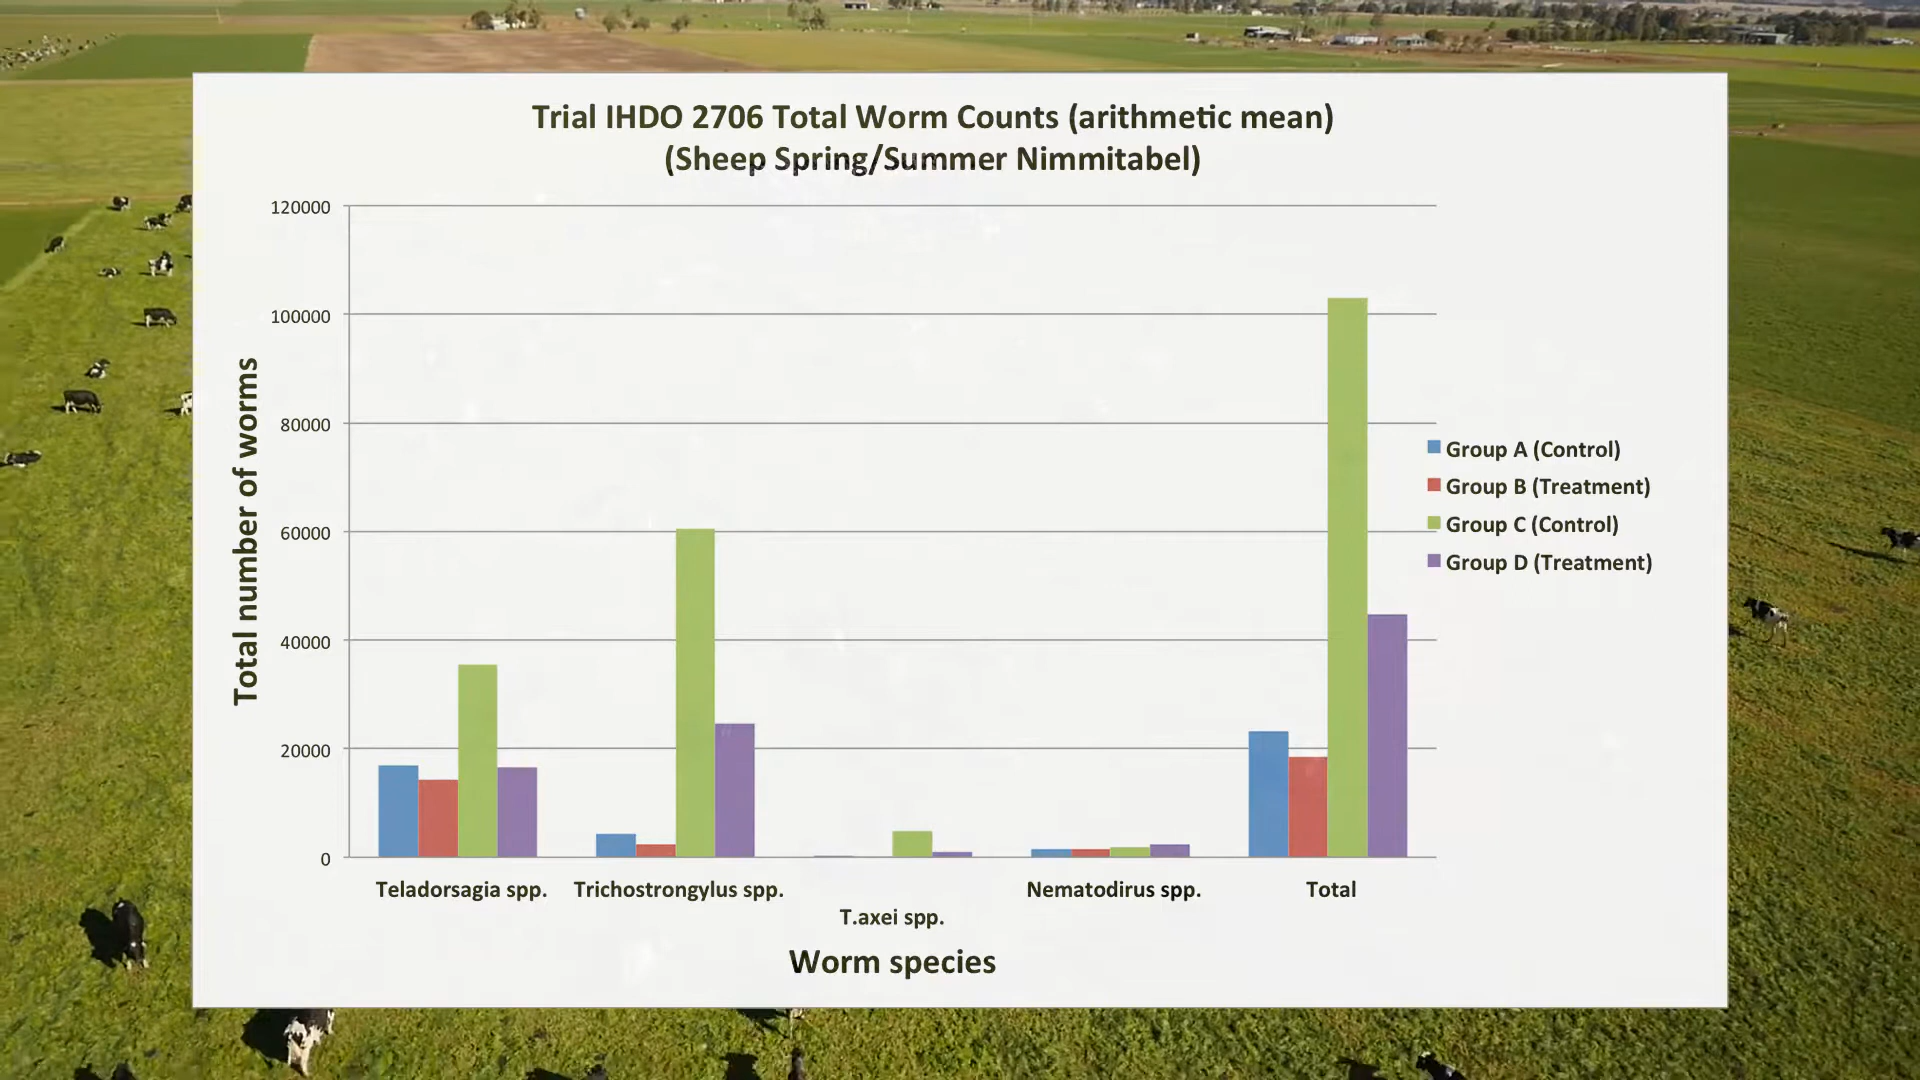 Trial IHDO 2706 Total Worm Counts (arithmetic mean)
(Sheep Spring/Summer Nimmitabel)
120000
100000
80000
60000
40000
20000
0
Total number of worms
Group A (Control)
Group B (Treatment)
Group C (Control)
Group D (Treatment)
Teladorsagia spp.
Trichostrongylus spp.
T.axei spp.
Nematodirus spp.
Total
Worm species